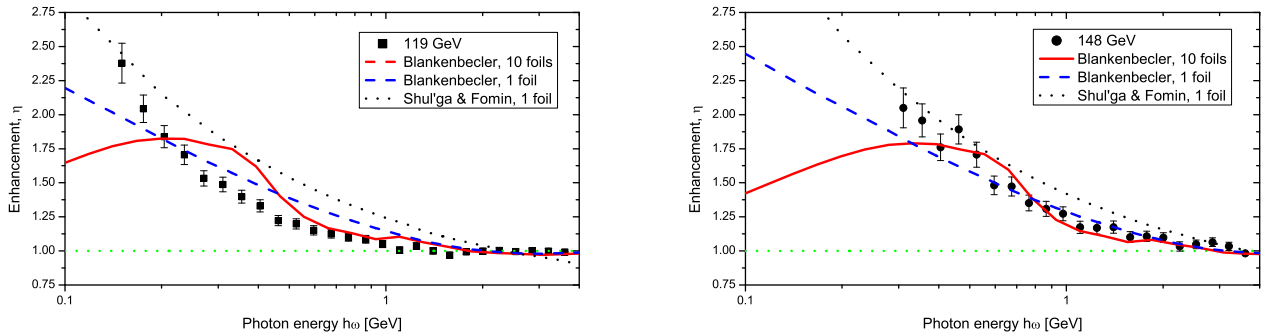 2.75
2.50
2.25
2.00
1.75
1.50
1.25
1.00
0.75
Enhancement, η
119 GeV
Blankenbecler, 10 foils
Blankenbecler, 1 foil
Shul'ga & Fomin, 1 foil
0.1
1
Photon energy hω [GeV]
2.75
2.50
2.25
2.00
1.75
1.50
1.25
1.00
0.75
Enhancement, η
148 GeV
Blankenbecler, 10 foils
Blankenbecler, 1 foil
Shul'ga & Fomin, 1 foil
0.1
1
Photon energy hω [GeV]